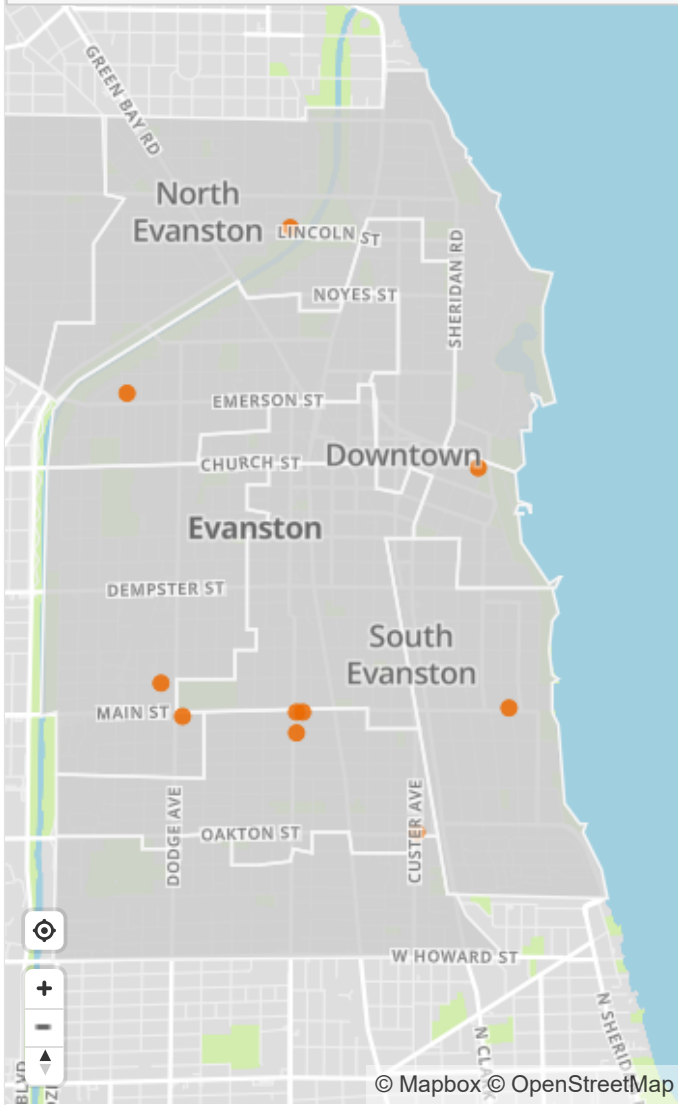 GREEN BAY RD
North
Evanston
LINCOLN ST
SHERIDAN RD
NOYES ST
EMERSON ST
Downtown
CHURCH ST
Evanston
DEMPSTER ST
South
Evanston
MAIN ST
DODGE AVE
CUSTER AVE
OAKTON ST
W HOWARD ST
N SHERID
N CLARK
BLVD
© Mapbox © OpenStreetMap